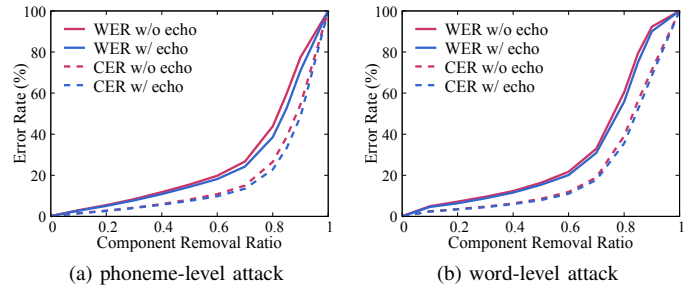 100
80
60
40
20
0
Error Rate (%)
WER w/o echo
WER w/ echo
CER w/o echo
CER w/ echo
0 0.2 0.4 0.6 0.8 1
Component Removal Ratio
(a) phoneme-level attack
100
80
60
40
20
0
Error Rate (%)
WER w/o echo
WER w/ echo
CER w/o echo
CER w/ echo
0 0.2 0.4 0.6 0.8 1
Component Removal Ratio
(b) word-level attack